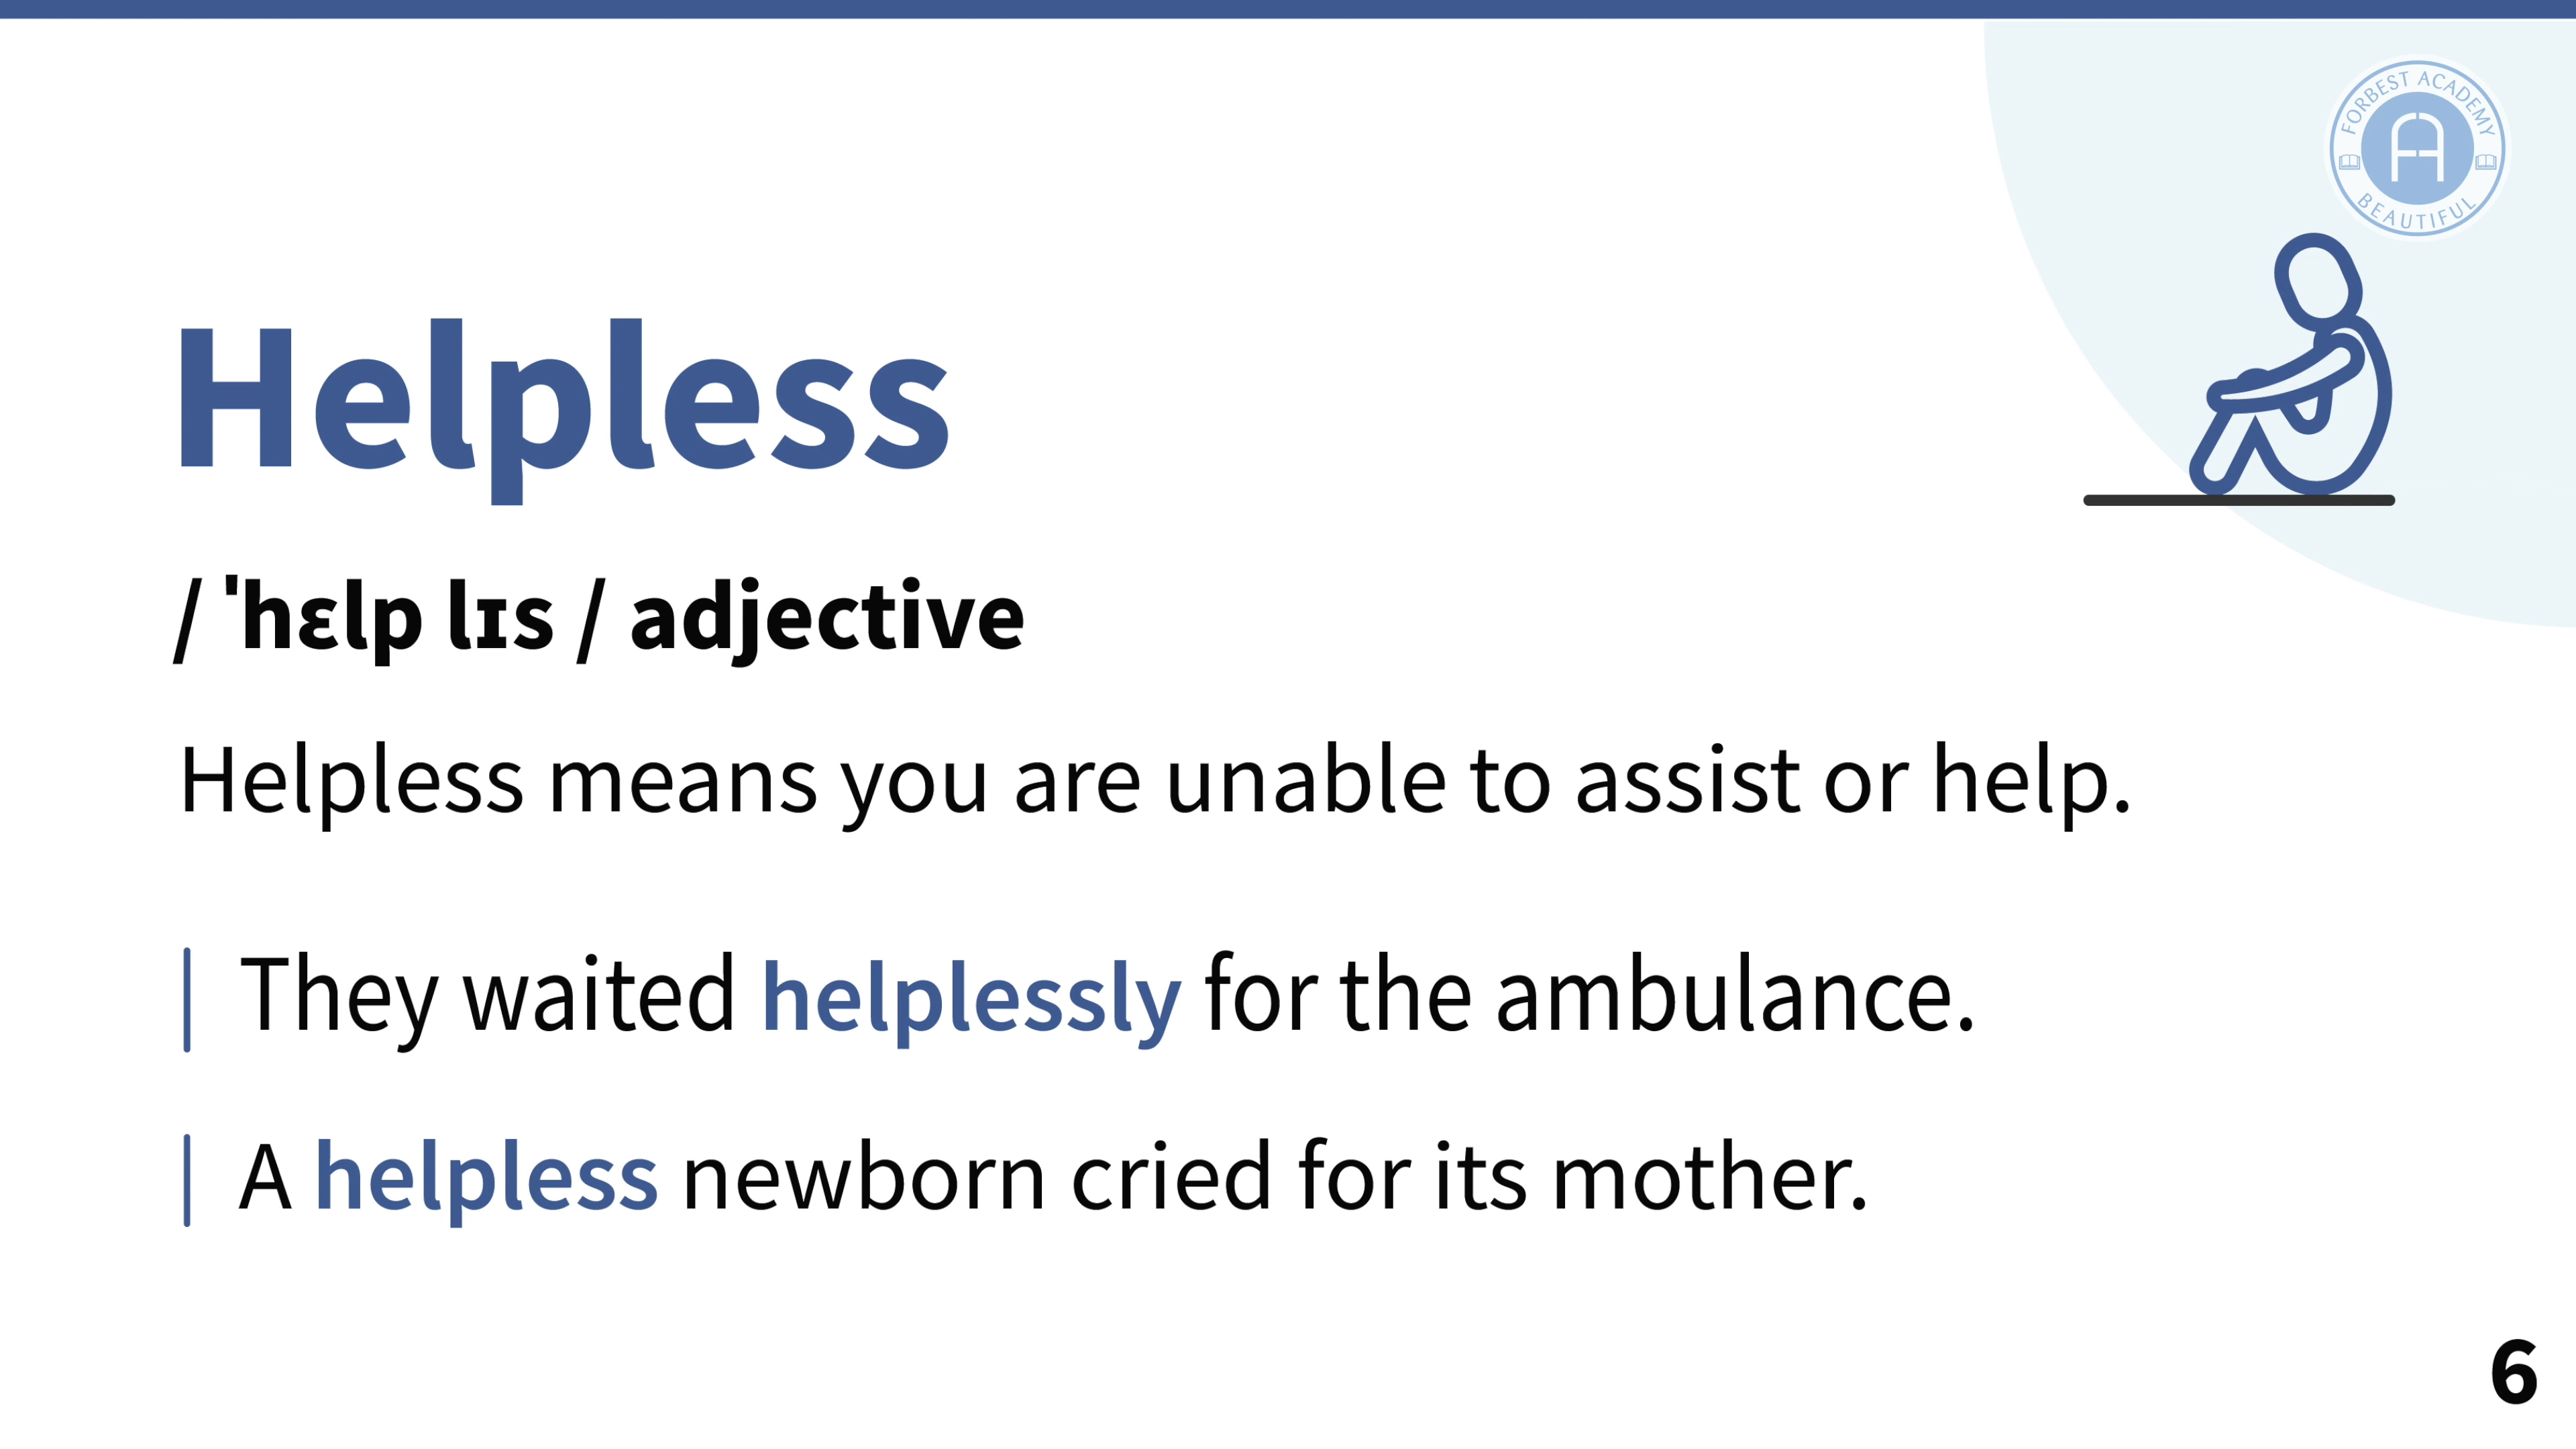 FORBEST ACADEMY
A
BEAUTIFUL
Helpless
/ ˈhɛlp lɪs / adjective
Helpless means you are unable to assist or help.
They waited helplessly for the ambulance.
A helpless newborn cried for its mother.
6